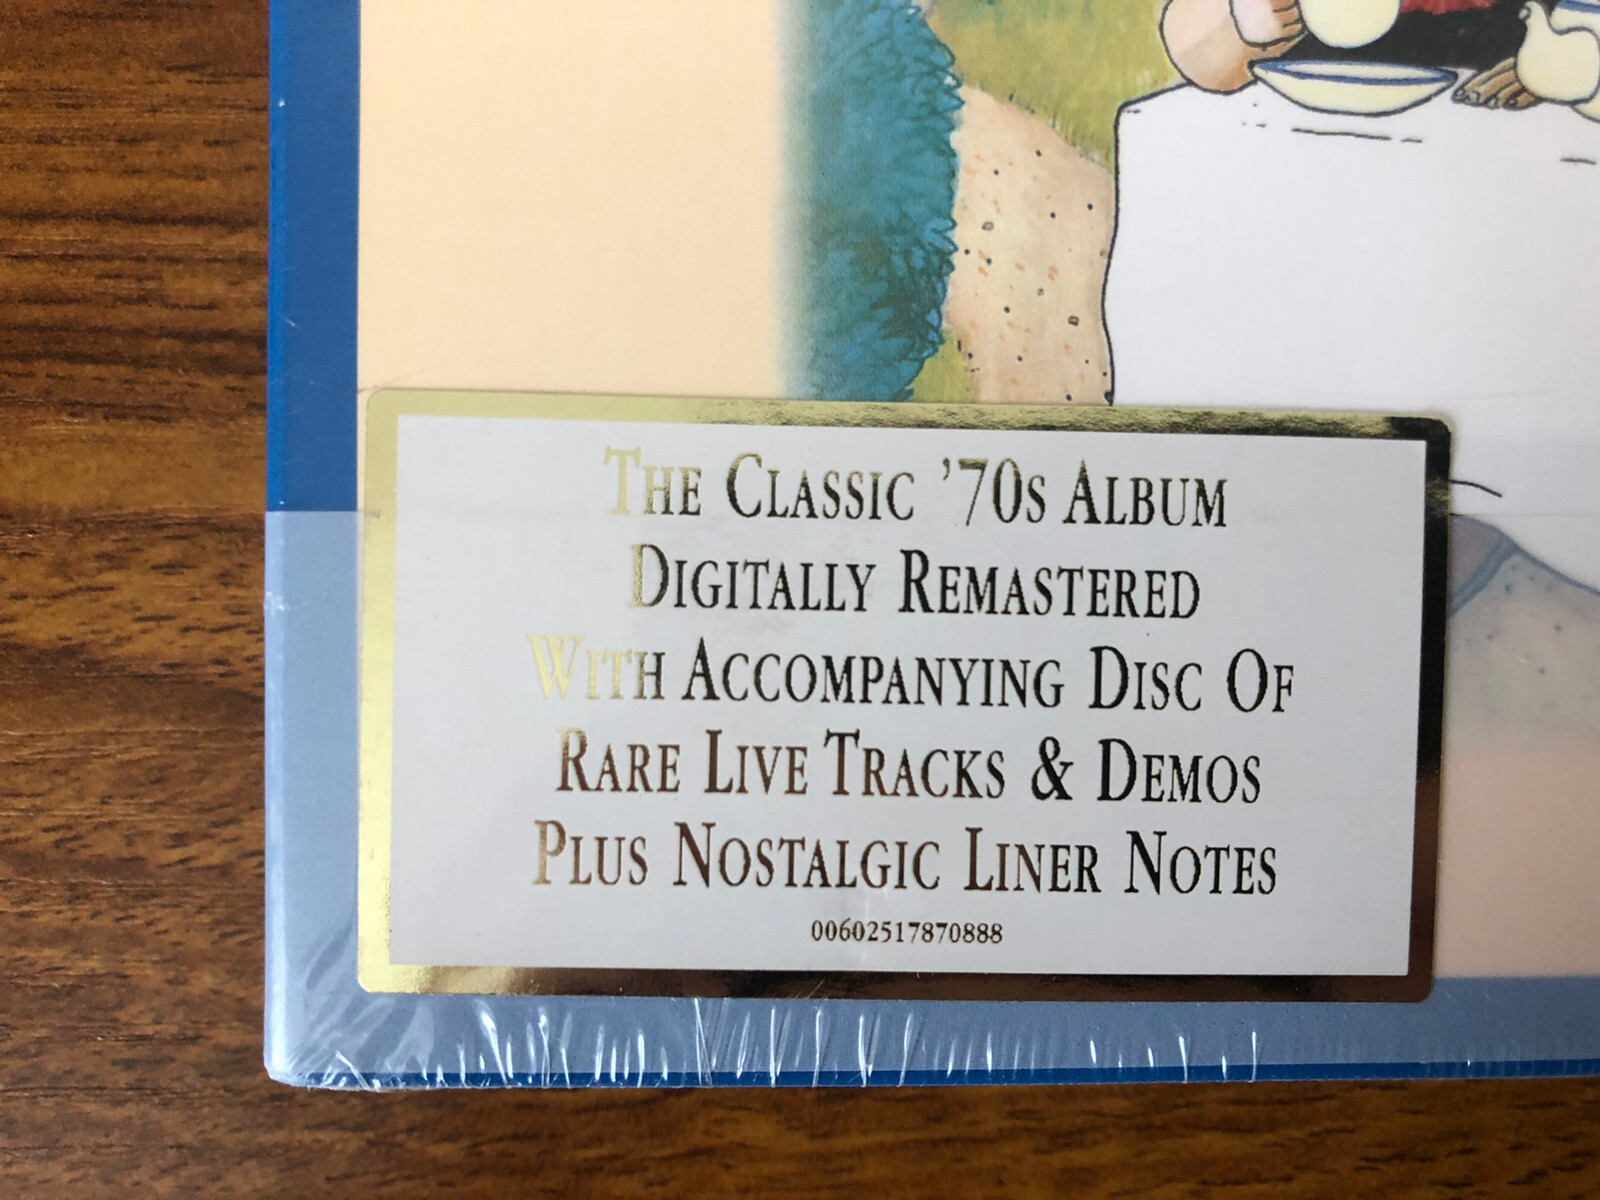 The Classic ’70s Album
Digitally Remastered
With Accompanying Disc Of
Rare Live Tracks & Demos
Plus Nostalgic Liner Notes
00602517870888